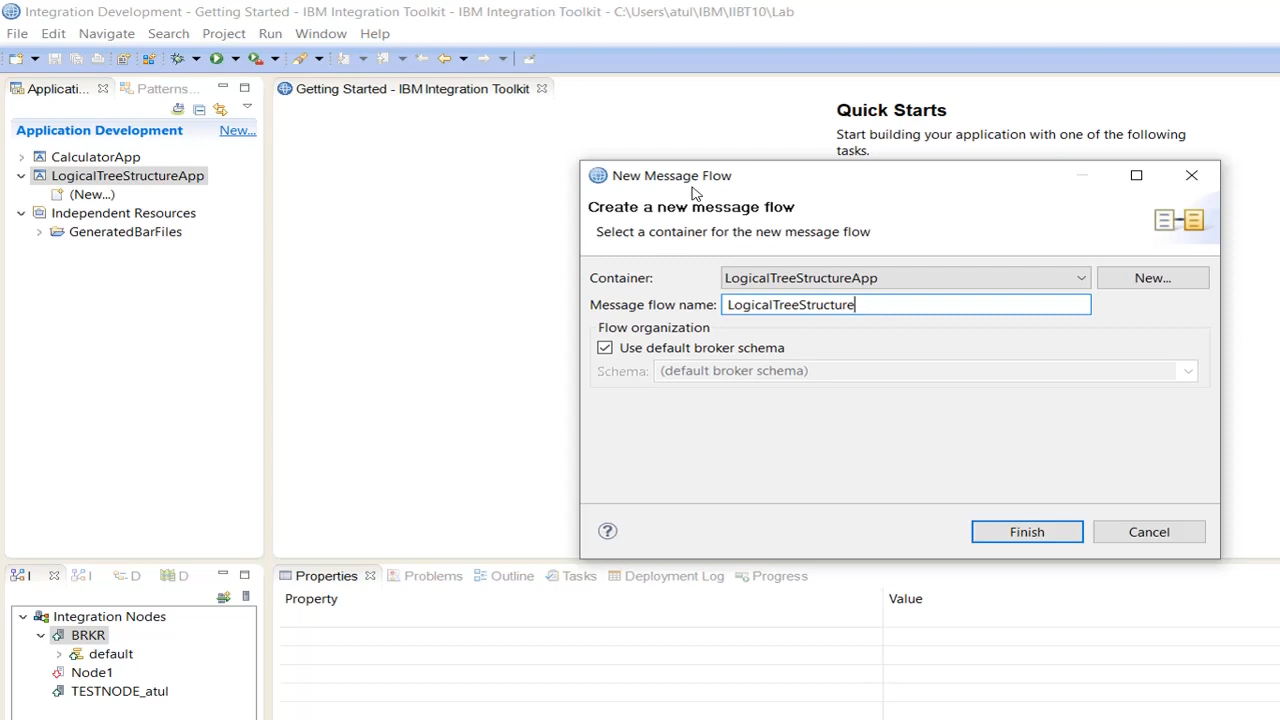 Integration Development - Getting Started - IBM Integration Toolkit - IBM Integration Toolkit - C:\Users\atul\IBM\IIBT10\Lab
File Edit Navigate Search Project Run Window Help
Applicati... Patterns...
Getting Started - IBM Integration Toolkit
Application Development New...
CalculatorApp
LogicalTreeStructureApp
(New...)
Independent Resources
GeneratedBarFiles
Quick Starts
Start building your application with one of the following
tasks.
New Message Flow
Create a new message flow
Select a container for the new message flow
Container: LogicalTreeStructureApp New...
Message flow name: LogicalTreeStructure
Flow organization
Use default broker schema
Schema: (default broker schema)
Finish Cancel
I I D D
Integration Nodes
BRKR
default
Node1
TESTNODE_atul
Properties Problems Outline Tasks Deployment Log Progress
Property Value